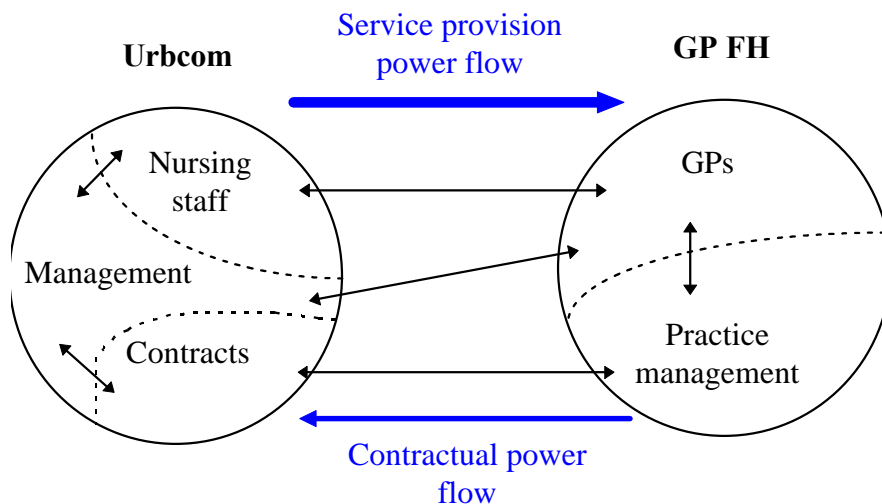 Urbcom
Service provision
power flow
GP FH
Nursing
staff
GPs
Management
Contracts
Practice
management
Contractual power
flow